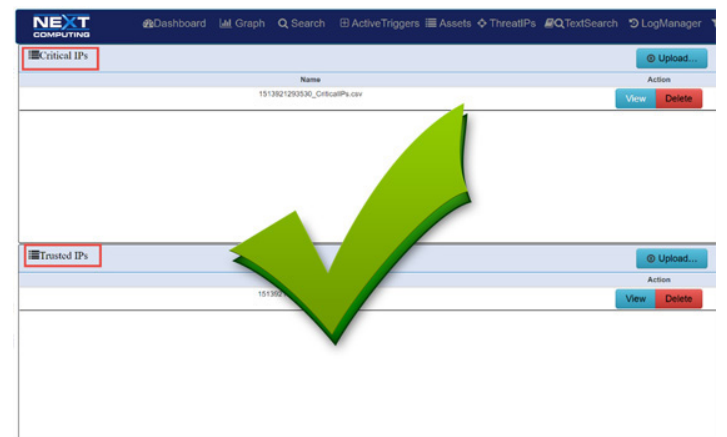 NEXT
COMPUTING
Dashboard Graph Search ActiveTriggers Assets ThreatIPs TextSearch LogManager
Critical IPs
Upload...
Name Action
1513921293530_CriticalIPs.csv
View Delete
Trusted IPs
Upload...
Action
View Delete